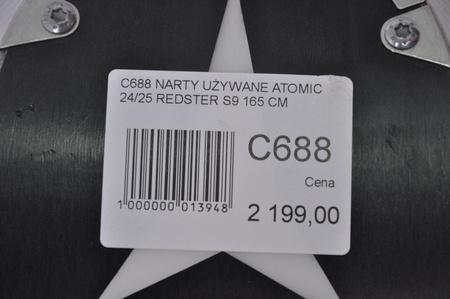 C688 NARTY UŻYWANE ATOMIC
24/25 REDSTER S9 165 CM
C688
Cena
1 000000 013948
2 199,00